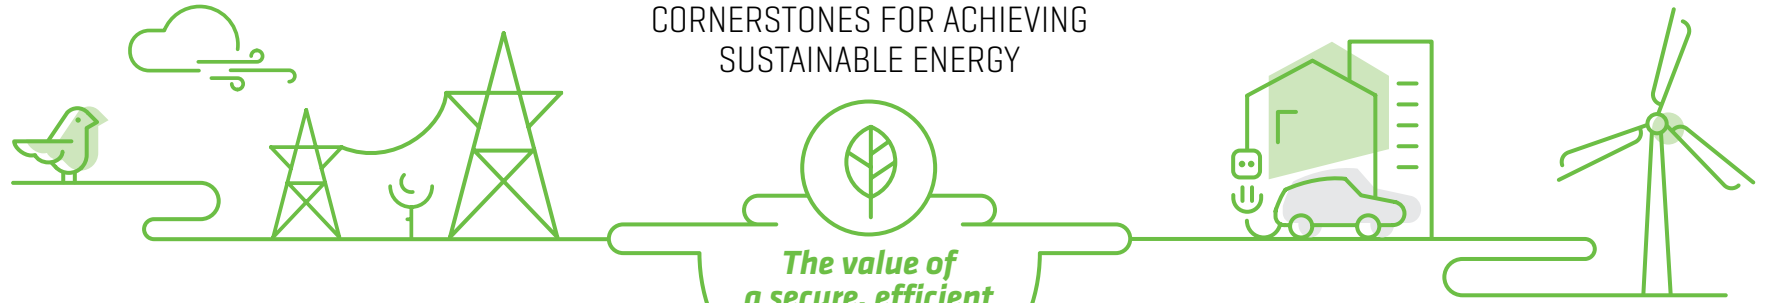 CORNERSTONES FOR ACHIEVING
SUSTAINABLE ENERGY
The value of
a secure, efficient